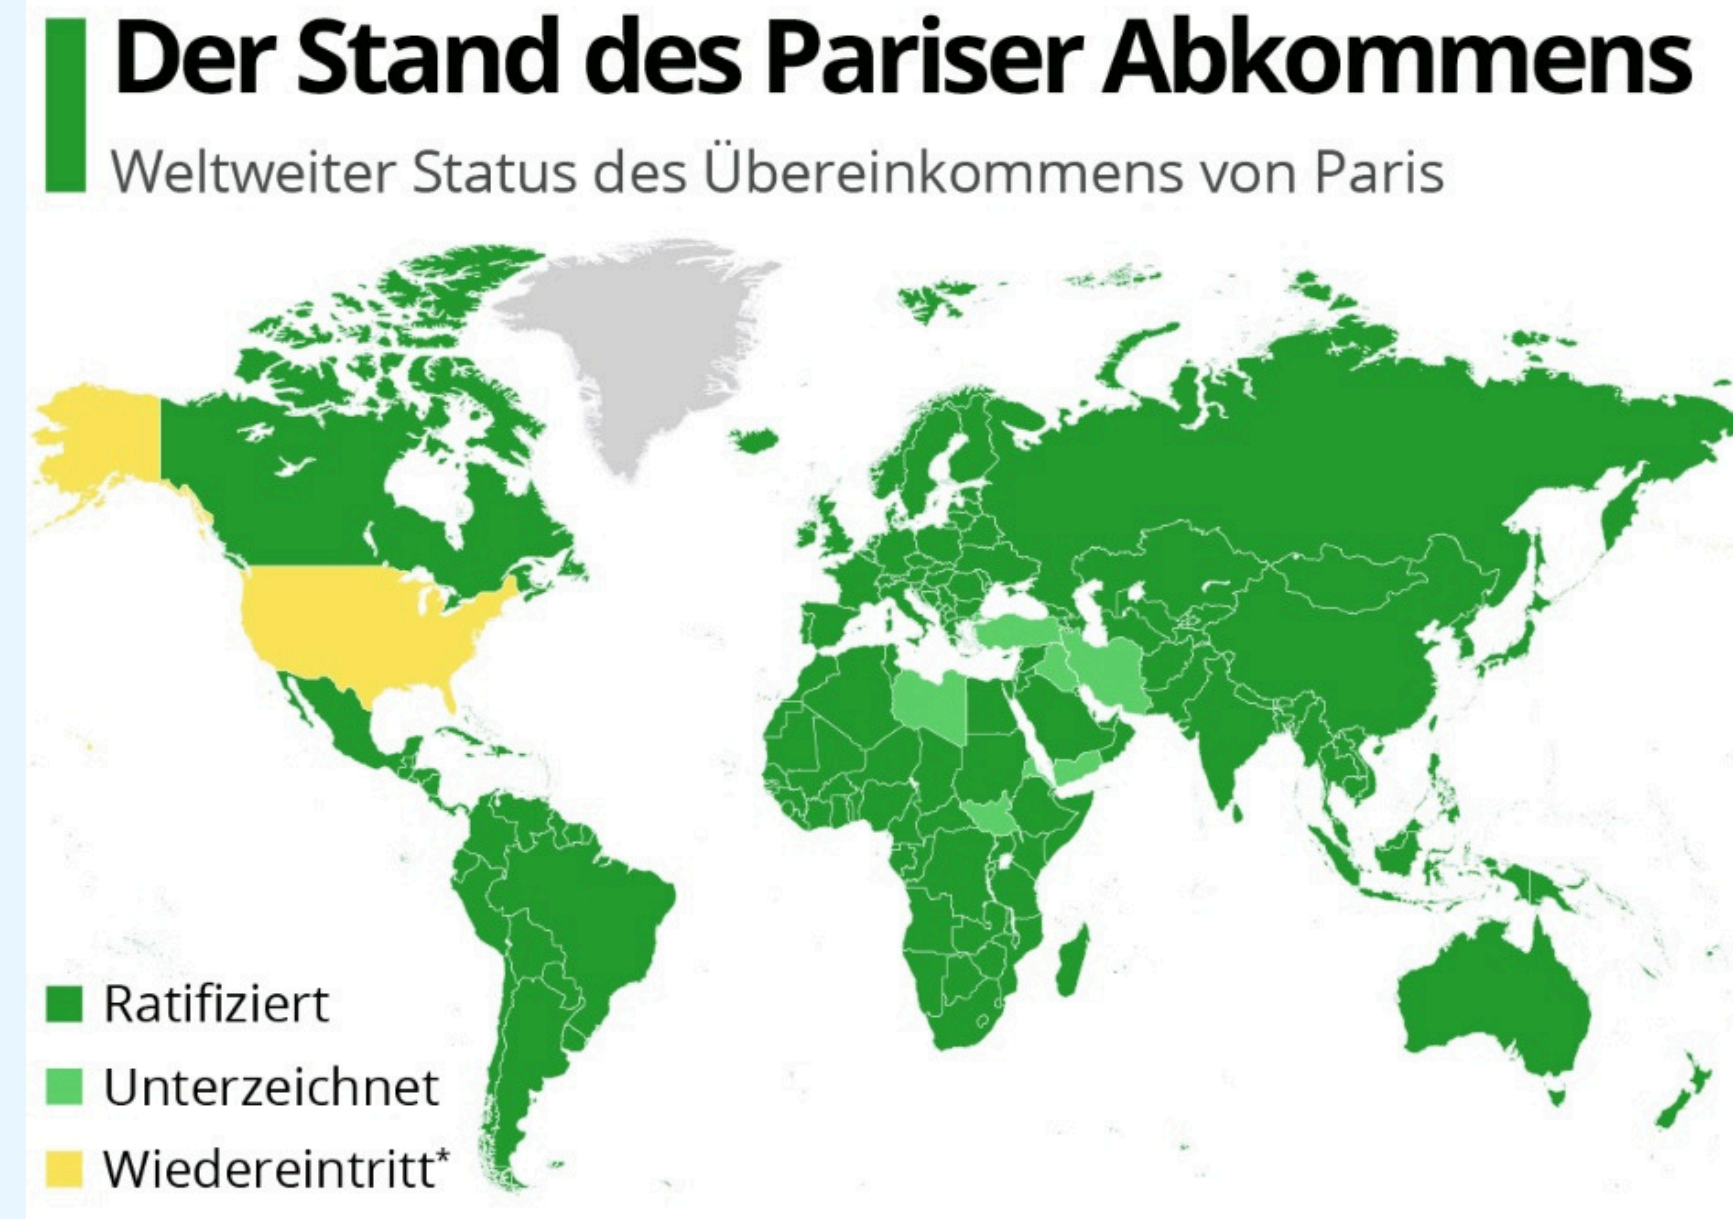 Der Stand des Pariser Abkommens
Weltweiter Status des Übereinkommens von Paris
Ratifiziert
Unterzeichnet
Wiedereintritt*